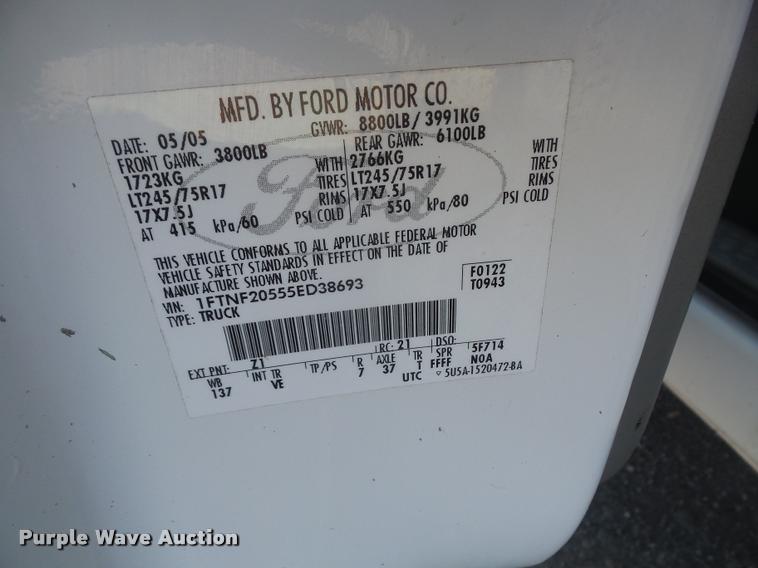 MFD. BY FORD MOTOR CO.
DATE: 05/05 GVWR: 8800LB/ 3991KG
FRONT GAWR: 3800LB REAR GAWR: 6100LB
1723KG WITH 2766KG WITH
LT245/75R17 TIRES LT245/75R17 TIRES
17X7.5J RIMS 17X7.5J RIMS
AT 415 kPa/60 PSI COLD AT 550 kPa/80 PSI COLD
Ford
THIS VEHICLE CONFORMS TO ALL APPLICABLE FEDERAL MOTOR
VEHICLE SAFETY STANDARDS IN EFFECT ON THE DATE OF
MANUFACTURE SHOWN ABOVE.
VIN: 1FTNF20555ED38693 F0122
TYPE: TRUCK T0943
EXT PNT: Z1 RC: 21 DSO: 5F714
WB INT TR TP/PS R AXLE TR SPR N0A
137 VE 7 37 T FFFF
UTC ▽ 5U5A-1520472-BA
Purple Wave Auction